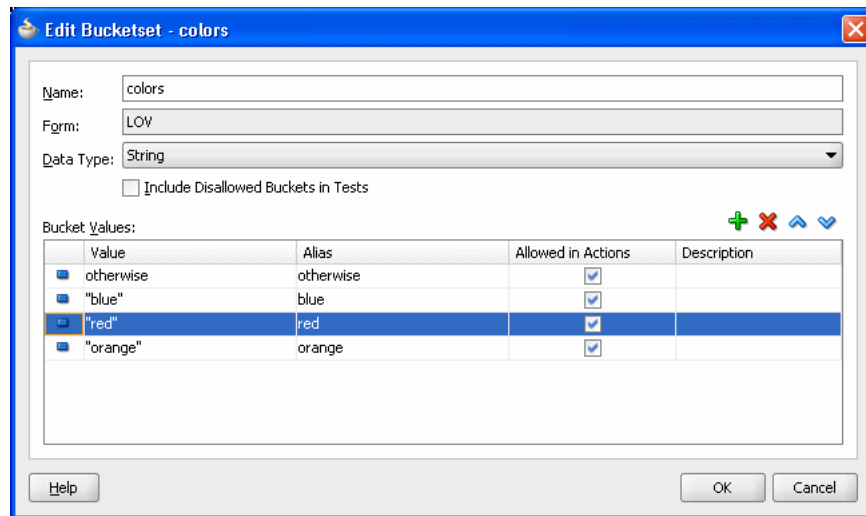 Edit Bucketset - colors
Name: colors
Form: LOV
Data Type: String
Include Disallowed Buckets in Tests
Bucket Values:
Value Alias Allowed in Actions Description
otherwise otherwise
"blue" blue
"red" red
"orange" orange
Help OK Cancel